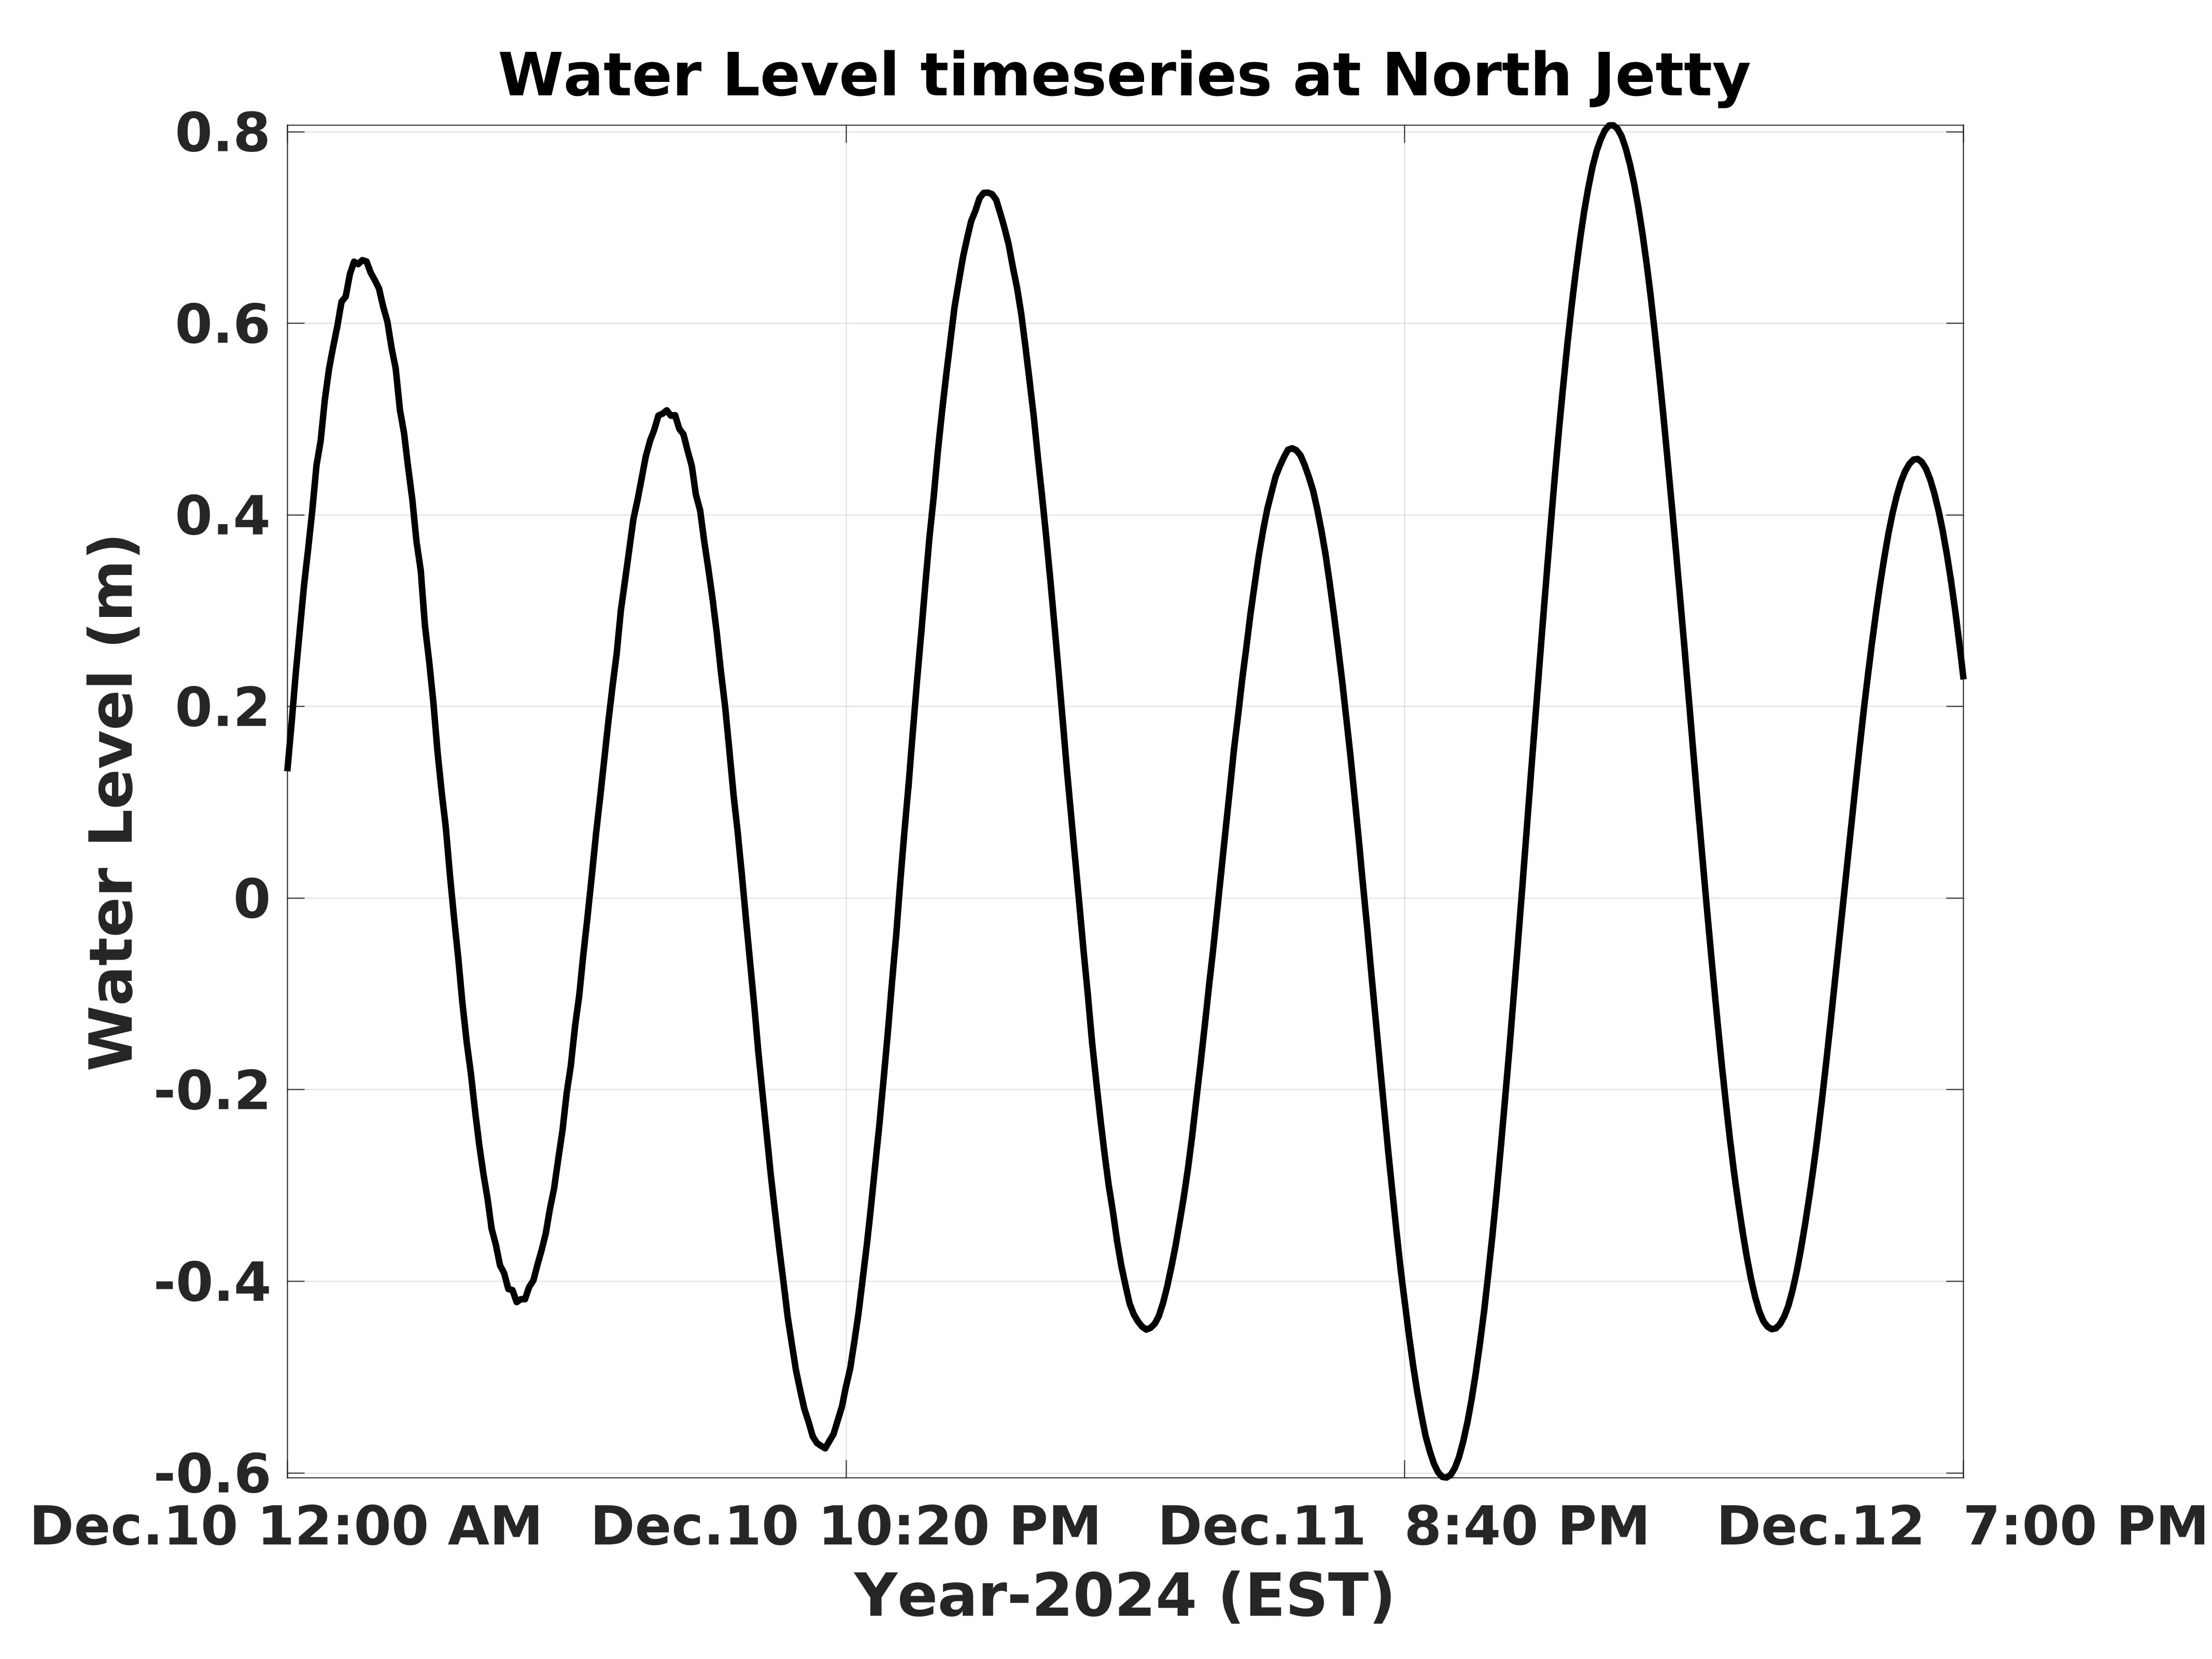 Water Level timeseries at North Jetty
0.8
0.6
0.4
0.2
0
-0.2
-0.4
-0.6
Water Level (m)
Dec.10 12:00 AM Dec.10 10:20 PM Dec.11 8:40 PM Dec.12 7:00 PM
Year-2024 (EST)